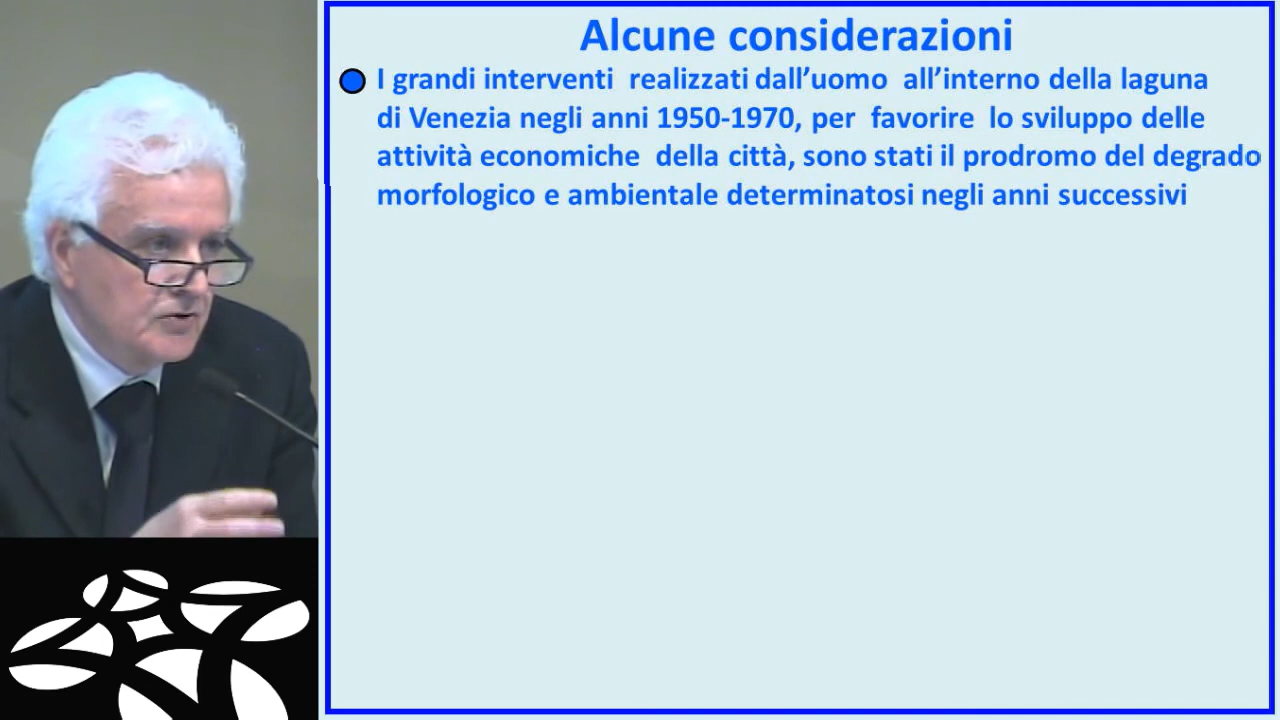 Alcune considerazioni
I grandi interventi realizzati dall'uomo all'interno della laguna
di Venezia negli anni 1950-1970, per favorire lo sviluppo delle
attività economiche della città, sono stati il prodromo del degrado
morfologico e ambientale determinatosi negli anni successivi